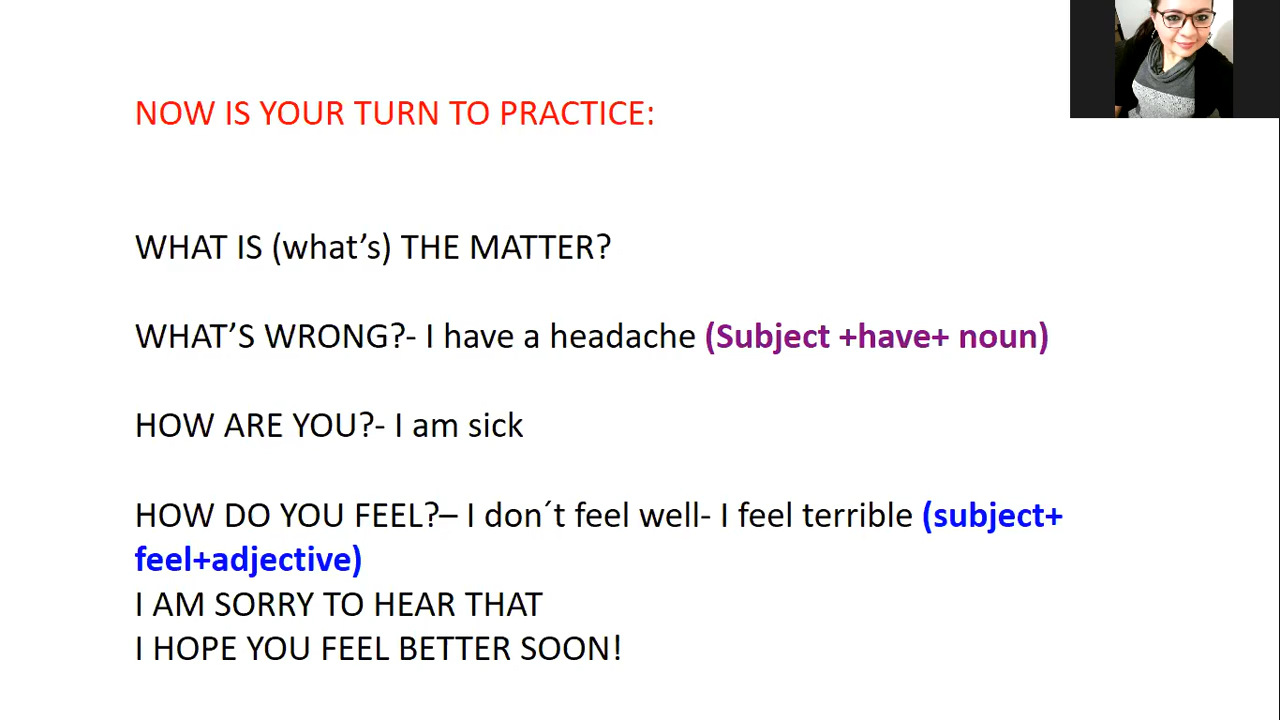 NOW IS YOUR TURN TO PRACTICE:
WHAT IS (what’s) THE MATTER?
WHAT’S WRONG?- I have a headache (Subject +have+ noun)
HOW ARE YOU?- I am sick
HOW DO YOU FEEL?– I don´t feel well- I feel terrible (subject+
feel+adjective)
I AM SORRY TO HEAR THAT
I HOPE YOU FEEL BETTER SOON!